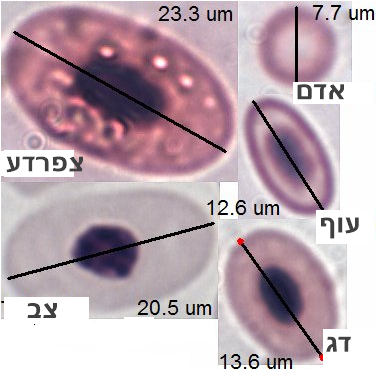 23.3 um
צפרדע
7.7 um
אדם
12.6 um
עוף
20.5 um
צב
13.6 um
דג